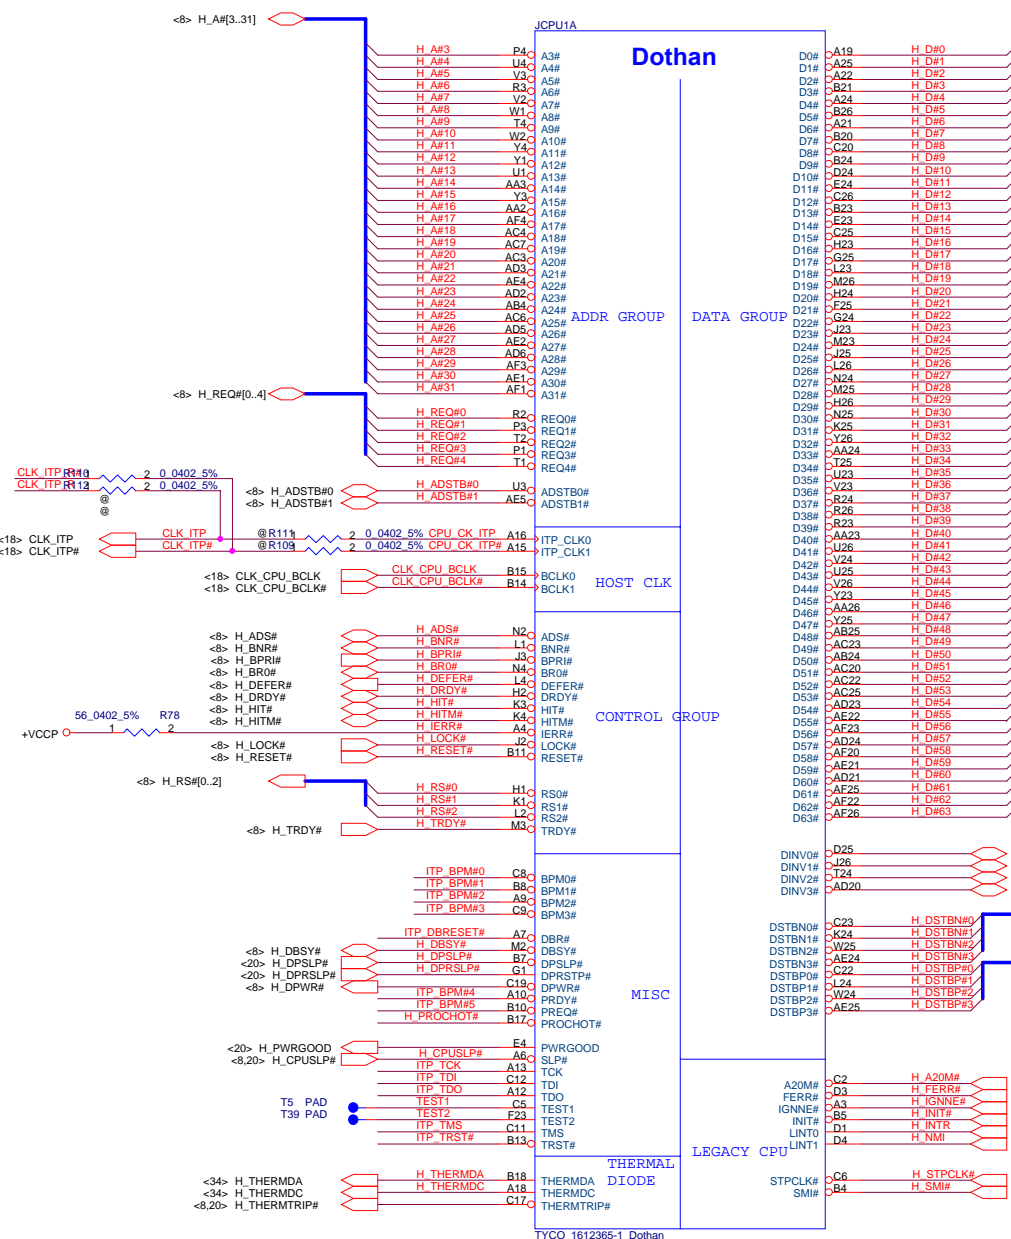 JCPU1A
Dothan
<8> H_A#[3..31]
H_A#3 P4 A3# D0# A19 H_D#0
H_A#4 U4 A4# D1# A25 H_D#1
H_A#5 V3 A5# D2# A22 H_D#2
H_A#6 R3 A6# D3# B21 H_D#3
H_A#7 V2 A7# D4# A24 H_D#4
H_A#8 W1 A8# D5# B26 H_D#5
H_A#9 T4 A9# D6# A21 H_D#6
H_A#10 W2 A10# D7# B20 H_D#7
H_A#11 Y4 A11# D8# C20 H_D#8
H_A#12 Y1 A12# D9# B24 H_D#9
H_A#13 U1 A13# D10# D24 H_D#10
H_A#14 AA3 A14# D11# E24 H_D#11
H_A#15 Y3 A15# D12# C26 H_D#12
H_A#16 AA2 A16# D13# B23 H_D#13
H_A#17 AF4 A17# D14# E23 H_D#14
H_A#18 AC4 A18# D15# C25 H_D#15
H_A#19 AC7 A19# D16# H23 H_D#16
H_A#20 AC3 A20# D17# G25 H_D#17
H_A#21 AD3 A21# D18# L23 H_D#18
H_A#22 AE4 A22# D19# M26 H_D#19
H_A#23 AD2 A23# D20# H24 H_D#20
H_A#24 AB4 A24# D21# F25 H_D#21
H_A#25 AC6 A25# ADDR GROUP DATA GROUP D22# G24 H_D#22
H_A#26 AD5 A26# D23# J23 H_D#23
H_A#27 AE2 A27# D24# M23 H_D#24
H_A#28 AD6 A28# D25# J25 H_D#25
H_A#29 AF3 A29# D26# L26 H_D#26
H_A#30 AE1 A30# D27# N24 H_D#27
H_A#31 AF1 A31# D28# M25 H_D#28
<8> H_REQ#[0..4] D29# H26 H_D#29
H_REQ#0 R2 REQ0# D30# N25 H_D#30
H_REQ#1 P3 REQ1# D31# K25 H_D#31
H_REQ#2 T2 REQ2# D32# Y26 H_D#32
H_REQ#3 P1 REQ3# D33# AA24 H_D#33
H_REQ#4 T1 REQ4# D34# T25 H_D#34
CLK_ITP_R# R110 2 0_0402_5% D35# U23 H_D#35
CLK_ITP_R R112 2 0_0402_5% <8> H_ADSTB#0 H_ADSTB#0 U3 ADSTB0# D36# V23 H_D#36
@ <8> H_ADSTB#1 H_ADSTB#1 AE5 ADSTB1# D37# R24 H_D#37
@ D38# R26 H_D#38
D39# R23 H_D#39
<18> CLK_ITP CLK_ITP @R111 1 2 0_0402_5% CPU_CK_ITP A16 ITP_CLK0 D40# AA23 H_D#40
<18> CLK_ITP# CLK_ITP# @R109 1 2 0_0402_5% CPU_CK_ITP# A15 ITP_CLK1 D41# U26 H_D#41
D42# V24 H_D#42
<18> CLK_CPU_BCLK CLK_CPU_BCLK B15 BCLK0 HOST CLK D43# U25 H_D#43
<18> CLK_CPU_BCLK# CLK_CPU_BCLK# B14 BCLK1 D44# V26 H_D#44
D45# Y23 H_D#45
D46# AA26 H_D#46
D47# Y25 H_D#47
<8> H_ADS# H_ADS# N2 ADS# D48# AB25 H_D#48
<8> H_BNR# H_BNR# L1 BNR# D49# AC23 H_D#49
<8> H_BPRI# H_BPRI# J3 BPRI# D50# AB24 H_D#50
<8> H_BR0# H_BR0# N4 BR0# D51# AC20 H_D#51
<8> H_DEFER# H_DEFER# L4 DEFER# D52# AC22 H_D#52
<8> H_DRDY# H_DRDY# H2 DRDY# D53# AC25 H_D#53
<8> H_HIT# H_HIT# K3 HIT# D54# AD23 H_D#54
<8> H_HITM# H_HITM# K4 HITM# CONTROL GROUP D55# AE22 H_D#55
+VCCP 56_0402_5% 1 R78 2 H_IERR# A4 IERR# D56# AF23 H_D#56
<8> H_LOCK# H_LOCK# J2 LOCK# D57# AD24 H_D#57
<8> H_RESET# H_RESET# B11 RESET# D58# AF20 H_D#58
D59# AE21 H_D#59
<8> H_RS#[0..2] D60# AD21 H_D#60
H_RS#0 H1 RS0# D61# AF25 H_D#61
H_RS#1 K1 RS1# D62# AF22 H_D#62
H_RS#2 L2 RS2# D63# AF26 H_D#63
<8> H_TRDY# H_TRDY# M3 TRDY#
DINV0# D25
DINV1# J26
ITP_BPM#0 C8 BPM0# DINV2# T24
ITP_BPM#1 B8 BPM1# DINV3# AD20
ITP_BPM#2 A9 BPM2#
ITP_BPM#3 C9 BPM3#
DSTBN0# C23 H_DSTBN#0
ITP_DBRESET# A7 DBR# DSTBN1# K24 H_DSTBN#1
<8> H_DBSY# H_DBSY# M2 DBSY# DSTBN2# W25 H_DSTBN#2
<20> H_DPSLP# H_DPSLP# B7 DPSLP# DSTBN3# AE24 H_DSTBN#3
<20> H_DPRSLP# H_DPRSLP# G1 DPRSTP# DSTBP0# C22 H_DSTBP#0
<8> H_DPWR# C19 DPWR# DSTBP1# L24 H_DSTBP#1
ITP_BPM#4 A10 PRDY# MISC DSTBP2# W24 H_DSTBP#2
ITP_BPM#5 B10 PREQ# DSTBP3# AE25 H_DSTBP#3
H_PROCHOT# B17 PROCHOT#
<20> H_PWRGOOD E4 PWRGOOD
<8,20> H_CPUSLP# H_CPUSLP# A6 SLP#
ITP_TCK A13 TCK
ITP_TDI C12 TDI A20M# C2 H_A20M#
ITP_TDO A12 TDO FERR# D3 H_FERR#
T5 PAD TEST1 C5 TEST1 IGNNE# A3 H_IGNNE#
T39 PAD TEST2 F23 TEST2 INIT# B5 H_INIT#
ITP_TMS C11 TMS LINT0 D1 H_INTR
ITP_TRST# B13 TRST# LINT1 D4 H_NMI
LEGACY CPU
THERMAL
DIODE
<34> H_THERMDA H_THERMDA B18 THERMDA STPCLK# C6 H_STPCLK#
<34> H_THERMDC H_THERMDC A18 THERMDC SMI# B4 H_SMI#
<8,20> H_THERMTRIP# C17 THERMTRIP#
TYCO_1612365-1_Dothan